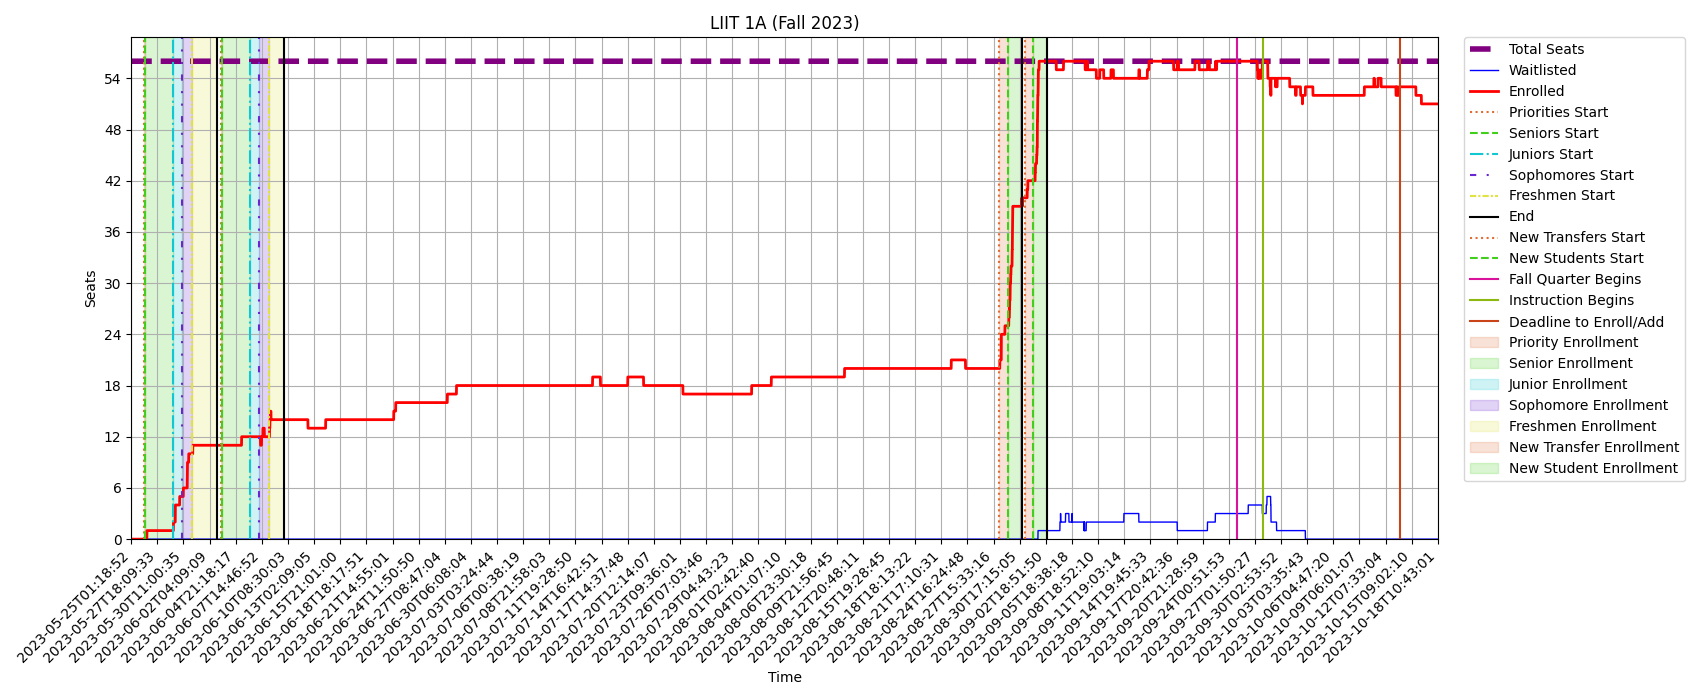 LIIT 1A (Fall 2023)
Seats
54
48
42
36
30
24
18
12
6
0
2023-05-25T01:18:52
2023-05-27T18:09:33
2023-05-30T11:00:35
2023-06-02T04:09:09
2023-06-04T21:18:17
2023-06-07T14:46:52
2023-06-10T08:30:03
2023-06-13T02:09:05
2023-06-15T21:01:00
2023-06-18T18:17:51
2023-06-21T14:55:01
2023-06-24T11:50:50
2023-06-27T08:47:04
2023-06-30T06:08:04
2023-07-03T03:24:44
2023-07-06T00:38:19
2023-07-08T21:58:03
2023-07-11T19:28:50
2023-07-14T16:42:51
2023-07-17T14:37:48
2023-07-20T12:14:07
2023-07-23T09:36:01
2023-07-26T07:03:46
2023-07-29T04:43:23
2023-08-01T02:42:40
2023-08-04T01:07:10
2023-08-06T23:30:18
2023-08-09T21:56:45
2023-08-12T20:48:11
2023-08-15T19:28:45
2023-08-18T18:13:22
2023-08-21T17:10:31
2023-08-24T16:24:48
2023-08-27T15:33:16
2023-08-30T17:15:05
2023-09-02T18:51:50
2023-09-05T18:38:18
2023-09-08T18:52:10
2023-09-11T19:03:14
2023-09-14T19:45:33
2023-09-17T20:42:36
2023-09-20T21:28:59
2023-09-24T00:51:53
2023-09-27T01:50:27
2023-09-30T02:53:52
2023-10-03T03:35:43
2023-10-06T04:47:20
2023-10-09T06:01:07
2023-10-12T07:33:04
2023-10-15T09:02:10
2023-10-18T10:43:01
Time
Total Seats
Waitlisted
Enrolled
Priorities Start
Seniors Start
Juniors Start
Sophomores Start
Freshmen Start
End
New Transfers Start
New Students Start
Fall Quarter Begins
Instruction Begins
Deadline to Enroll/Add
Priority Enrollment
Senior Enrollment
Junior Enrollment
Sophomore Enrollment
Freshmen Enrollment
New Transfer Enrollment
New Student Enrollment